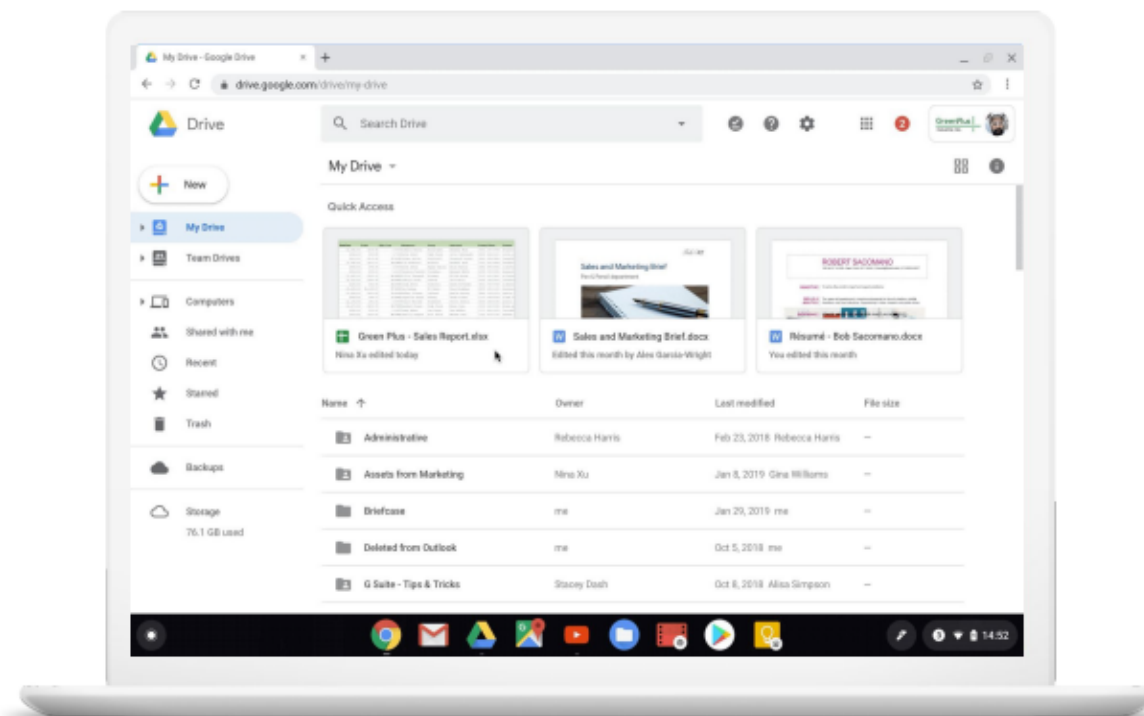 My Drive - Google Drive
drive.google.com/drive/my-drive
Drive
Search Drive
2
GreenPlus
My Drive
New
Quick Access
My Drive
Team Drives
Computers
Shared with me
Recent
Starred
Trash
Backups
Storage
76.1 GB used
Sales and Marketing Brief
ROBERT SACOMANO
Green Plus - Sales Report.xlsx
Nina Xu edited today
Sales and Marketing Brief.docx
Edited this month by Alex Garcia-Wright
Résumé - Bob Sacomano.docx
You edited this month
Name Owner Last modified File size
Administrative Rebecca Harris Feb 23, 2018 Rebecca Harris —
Assets from Marketing Nina Xu Jan 8, 2019 Gina Williams —
Briefcase me Jan 29, 2019 me —
Deleted from Outlook me Oct 5, 2018 me —
G Suite - Tips & Tricks Stacey Dash Oct 8, 2018 Alisa Simpson —
3 14:52